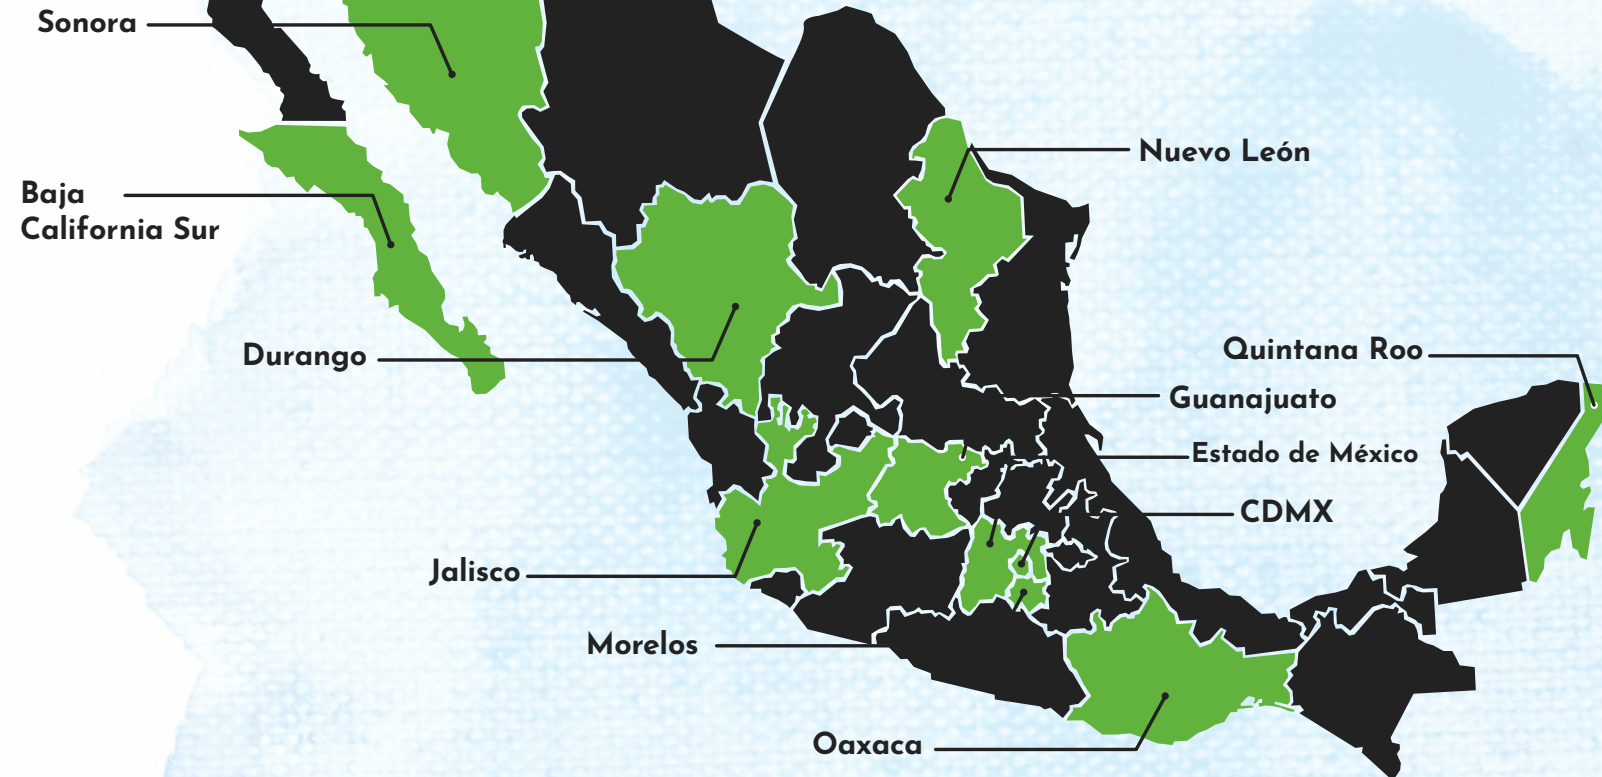 Sonora
Nuevo León
Baja
California Sur
Durango
Quintana Roo
Guanajuato
Estado de México
CDMX
Jalisco
Morelos
Oaxaca